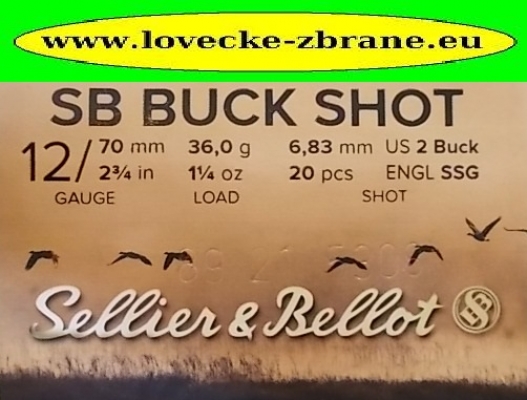 www.lovecke-zbrane.eu
SB BUCK SHOT
12/ 70 mm 36,0 g 6,83 mm US 2 Buck
2¾ in 1¼ oz 20 pcs ENGL SSG
GAUGE LOAD SHOT
Sellier & Bellot SB